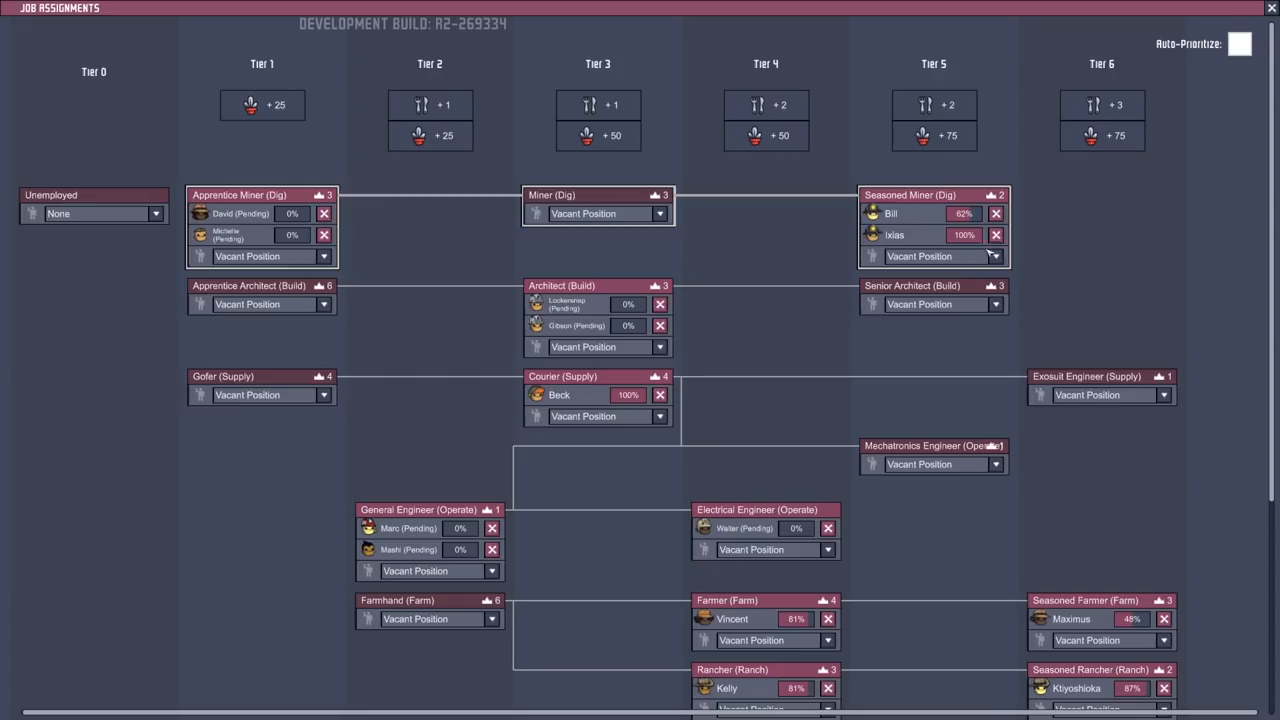 JOB ASSIGNMENTS
DEVELOPMENT BUILD: R2-269334
Auto-Prioritize:
Tier 0
Tier 1
Tier 2
Tier 3
Tier 4
Tier 5
Tier 6
+ 25
+ 1
+ 1
+ 2
+ 2
+ 3
+ 25
+ 50
+ 50
+ 75
+ 75
Unemployed
None
Apprentice Miner (Dig) 3
David (Pending) 0%
Michelle
(Pending) 0%
Vacant Position
Miner (Dig) 3
Vacant Position
Seasoned Miner (Dig) 2
Bill 62%
Ixias 100%
Vacant Position
Apprentice Architect (Build) 6
Vacant Position
Architect (Build) 3
Lockersnap
(Pending) 0%
Gibson (Pending) 0%
Vacant Position
Senior Architect (Build) 3
Vacant Position
Gofer (Supply) 4
Vacant Position
Courier (Supply) 4
Beck 100%
Vacant Position
Exosuit Engineer (Supply) 1
Vacant Position
Mechatronics Engineer (Operate) 1
Vacant Position
General Engineer (Operate) 1
Marc (Pending) 0%
Mashi (Pending) 0%
Vacant Position
Electrical Engineer (Operate)
Walter (Pending) 0%
Vacant Position
Farmhand (Farm) 6
Vacant Position
Farmer (Farm) 4
Vincent 81%
Vacant Position
Seasoned Farmer (Farm) 3
Maximus 48%
Vacant Position
Rancher (Ranch) 3
Kelly 81%
Vacant Position
Seasoned Rancher (Ranch) 2
Ktiyoshioka 87%
Vacant Position